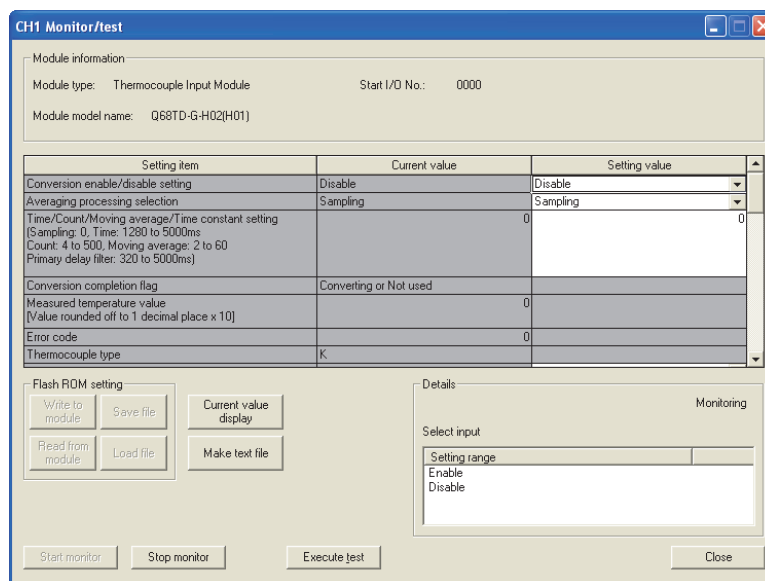 CH1 Monitor/test
Module information
Module type: Thermocouple Input Module Start I/O No.: 0000
Module model name: Q68TD-G-H02(H01)
Setting item Current value Setting value
Conversion enable/disable setting Disable Disable
Averaging processing selection Sampling Sampling
Time/Count/Moving average/Time constant setting 0 0
(Sampling: 0, Time: 1280 to 5000ms
Count: 4 to 500, Moving average: 2 to 60
Primary delay filter: 320 to 5000ms)
Conversion completion flag Converting or Not used
Measured temperature value 0
[Value rounded off to 1 decimal place x 10]
Error code 0
Thermocouple type K
Flash ROM setting
Write to
module
Save file
Current value
display
Read from
module
Load file
Make text file
Details
Monitoring
Select input
Setting range
Enable
Disable
Start monitor Stop monitor Execute test Close